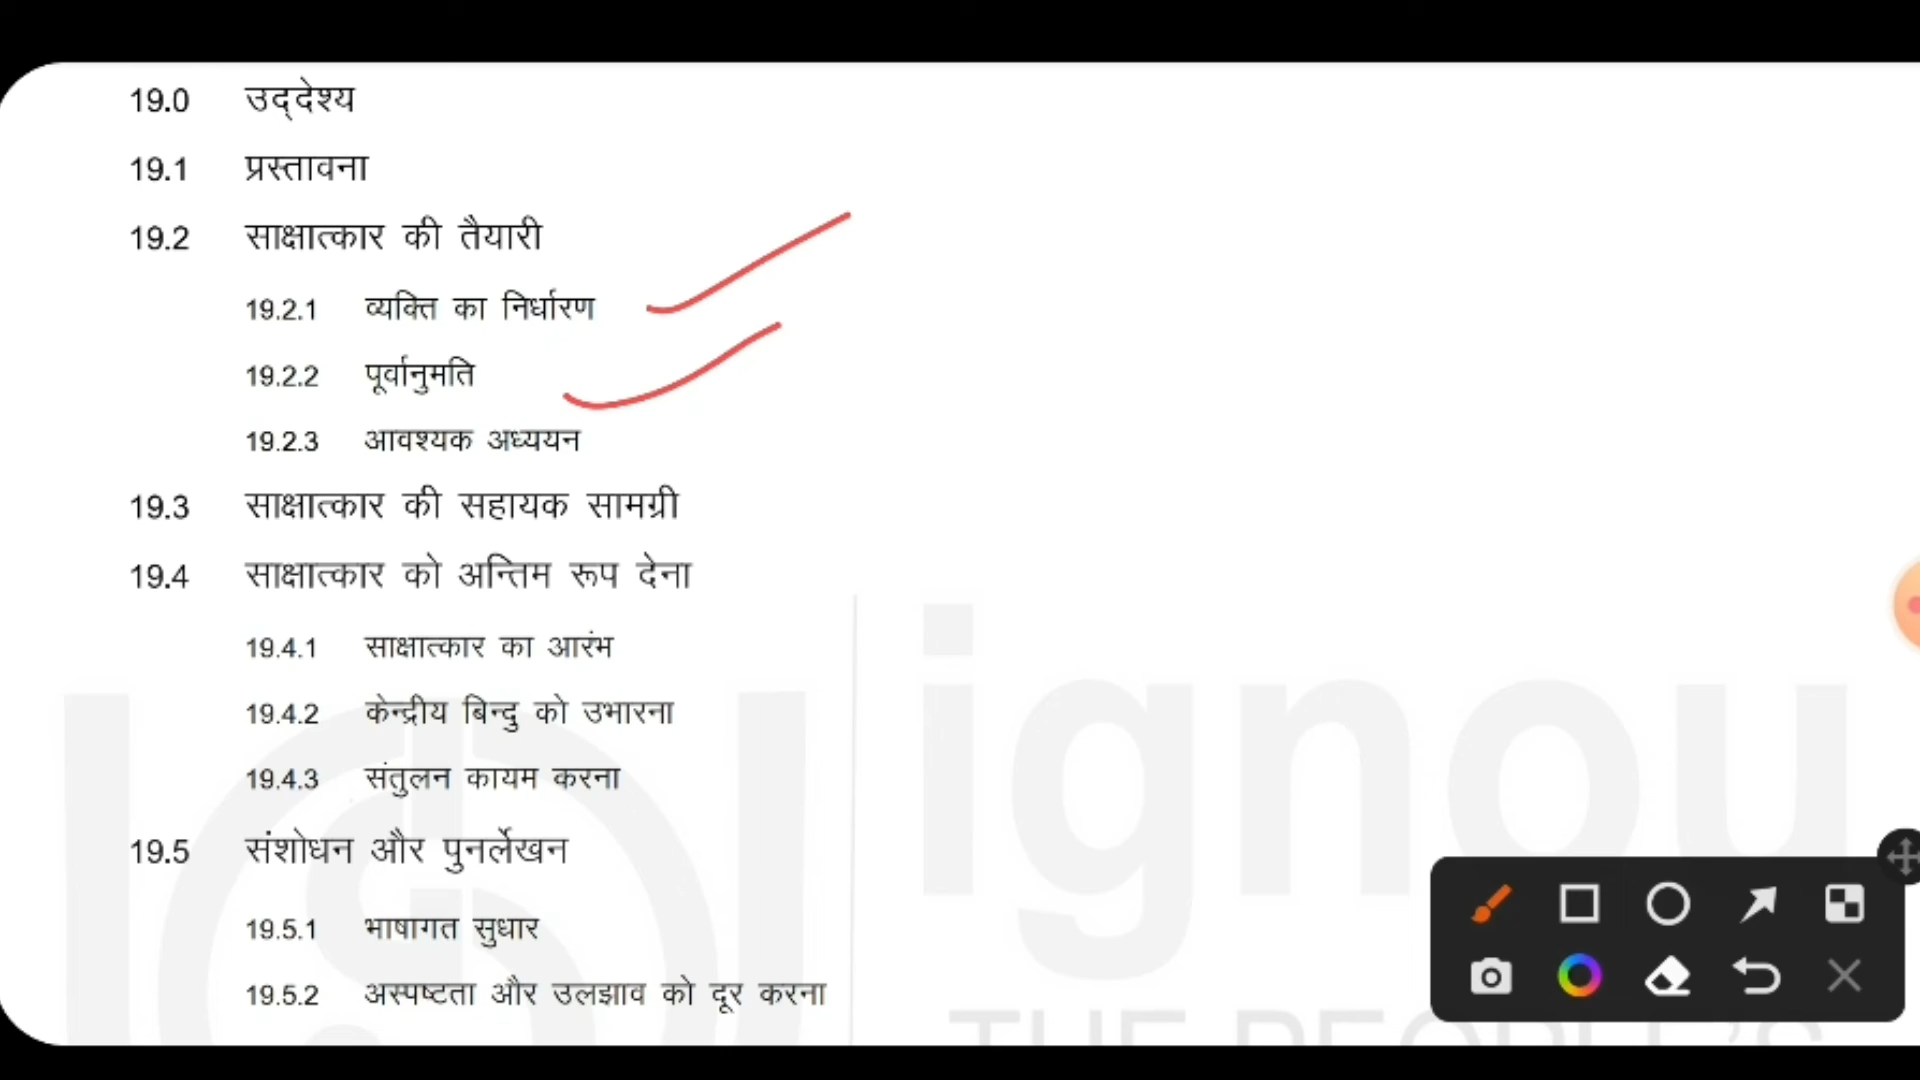 19.0 उद्देश्य
19.1 प्रस्तावना
19.2 साक्षात्कार की तैयारी
19.2.1 व्यक्ति का निर्धारण
19.2.2 पूर्वानुमति
19.2.3 आवश्यक अध्ययन
19.3 साक्षात्कार की सहायक सामग्री
19.4 साक्षात्कार को अन्तिम रूप देना
19.4.1 साक्षात्कार का आरंभ
19.4.2 केन्द्रीय बिन्दु को उभारना
19.4.3 संतुलन कायम करना
19.5 संशोधन और पुनर्लेखन
19.5.1 भाषागत सुधार
19.5.2 अस्पष्टता और उलझाव को दूर करना
ignou
THE PEOPLE'S